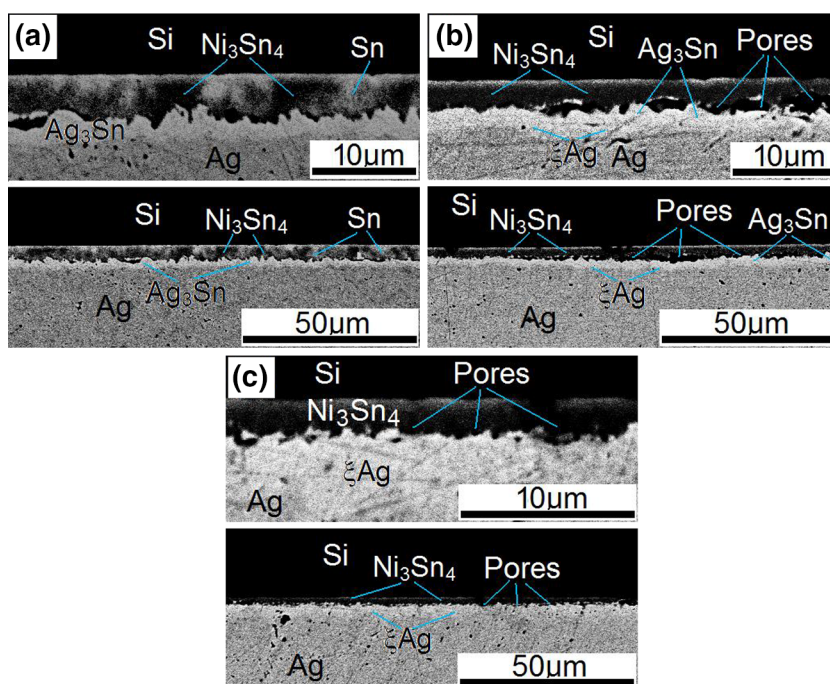 (a)
Si
Ni₃Sn₄
Sn
Ag₃Sn
Ag
10μm
Si
Ni₃Sn₄
Sn
Ag₃Sn
Ag
50μm
(b)
Si
Ni₃Sn₄
Ag₃Sn
Pores
ξAg
Ag
10μm
Si
Ni₃Sn₄
Pores
Ag₃Sn
ξAg
Ag
50μm
(c)
Si
Pores
Ni₃Sn₄
ξAg
Ag
10μm
Si
Ni₃Sn₄
Pores
ξAg
Ag
50μm